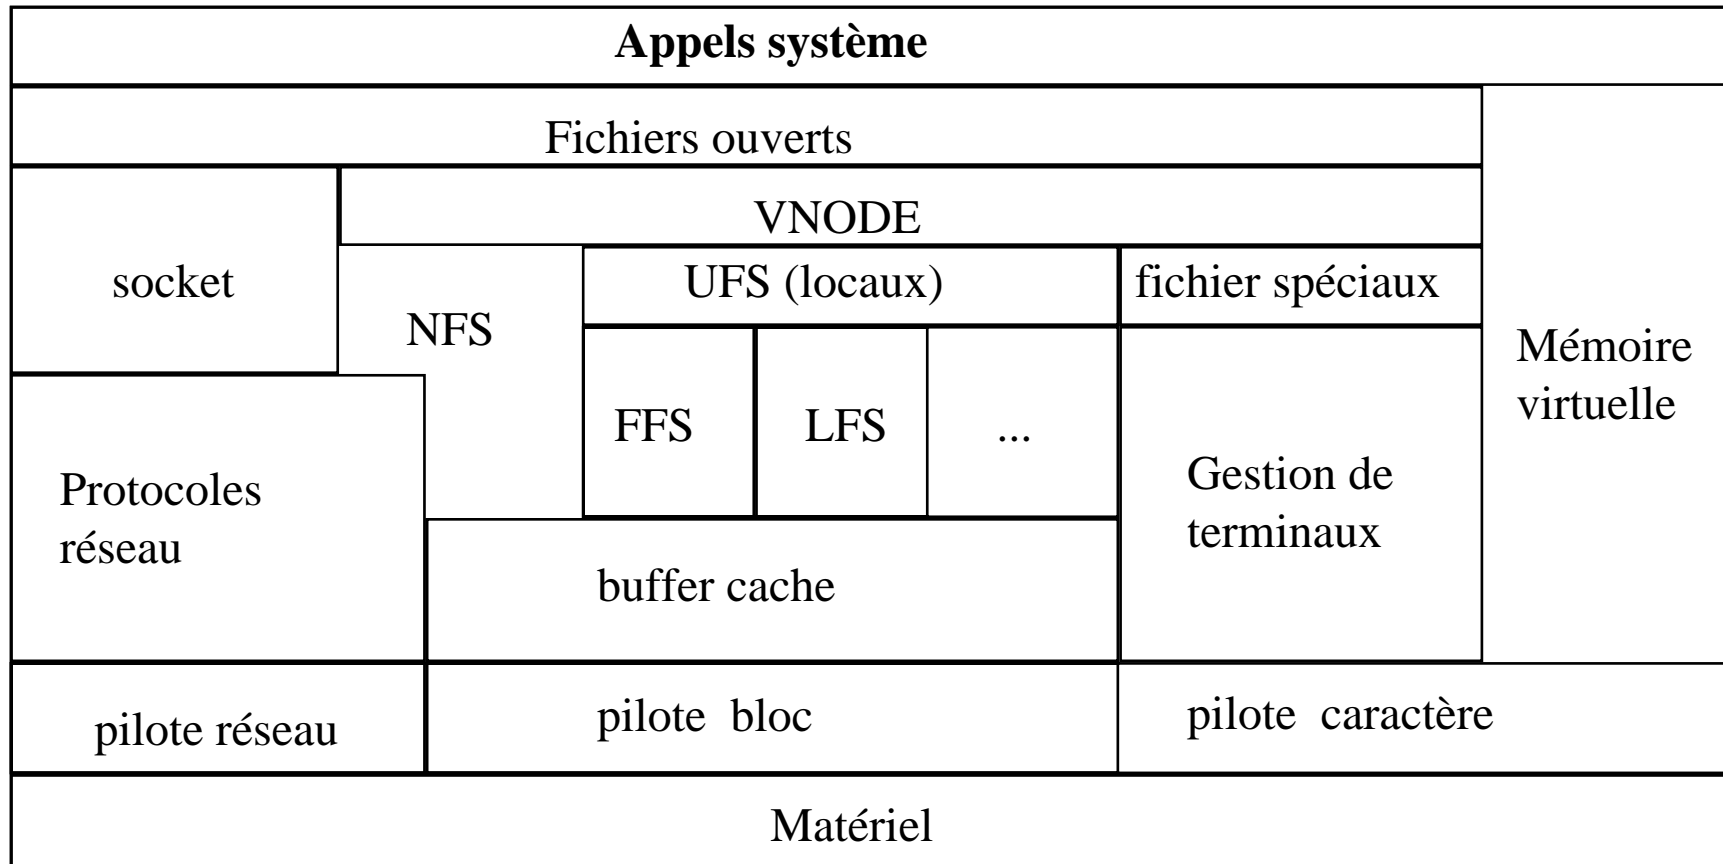 Appels système
Fichiers ouverts
VNODE
socket
UFS (locaux)
fichier spéciaux
NFS
Mémoire
virtuelle
FFS
LFS
...
Protocoles
réseau
Gestion de
terminaux
buffer cache
pilote réseau
pilote bloc
pilote caractère
Matériel